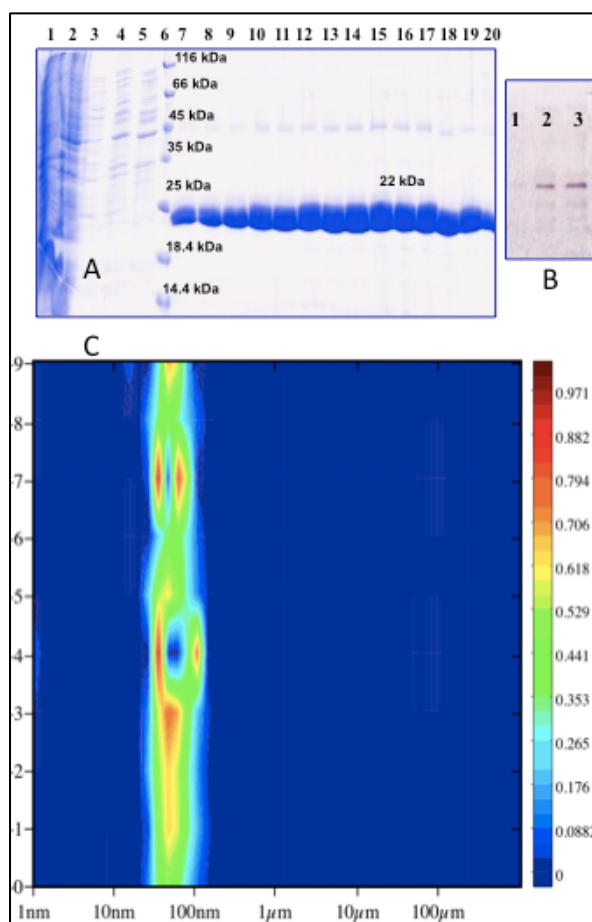 1 2 3 4 5 6 7 8 9 10 11 12 13 14 15 16 17 18 19 20
116 kDa
66 kDa
45 kDa
35 kDa
25 kDa
22 kDa
18.4 kDa
14.4 kDa
A
1 2 3
B
C
9
8
7
6
5
4
3
2
1
0
1nm 10nm 100nm 1μm 10μm 100μm
0.971
0.882
0.794
0.706
0.618
0.529
0.441
0.353
0.265
0.176
0.0882
0